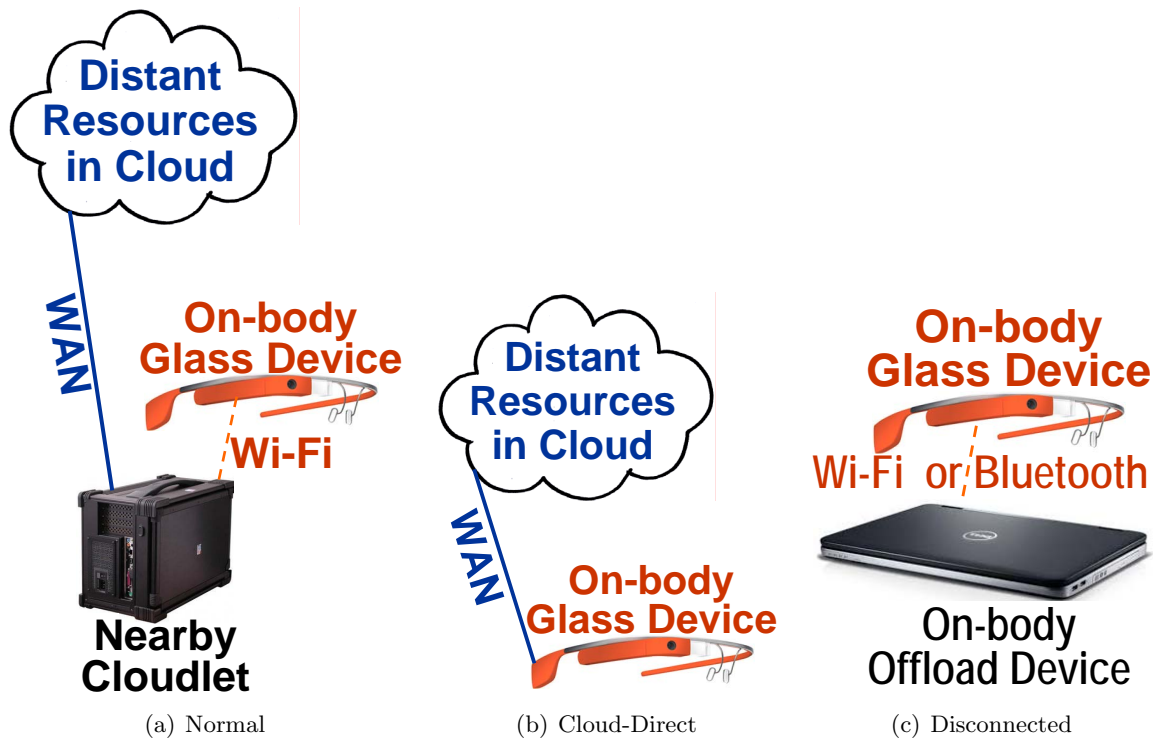 Distant
Resources
in Cloud
WAN
On-body
Glass Device
Wi-Fi
Nearby
Cloudlet
(a) Normal
Distant
Resources
in Cloud
WAN
On-body
Glass Device
(b) Cloud-Direct
On-body
Glass Device
Wi-Fi or Bluetooth
DELL
On-body
Offload Device
(c) Disconnected